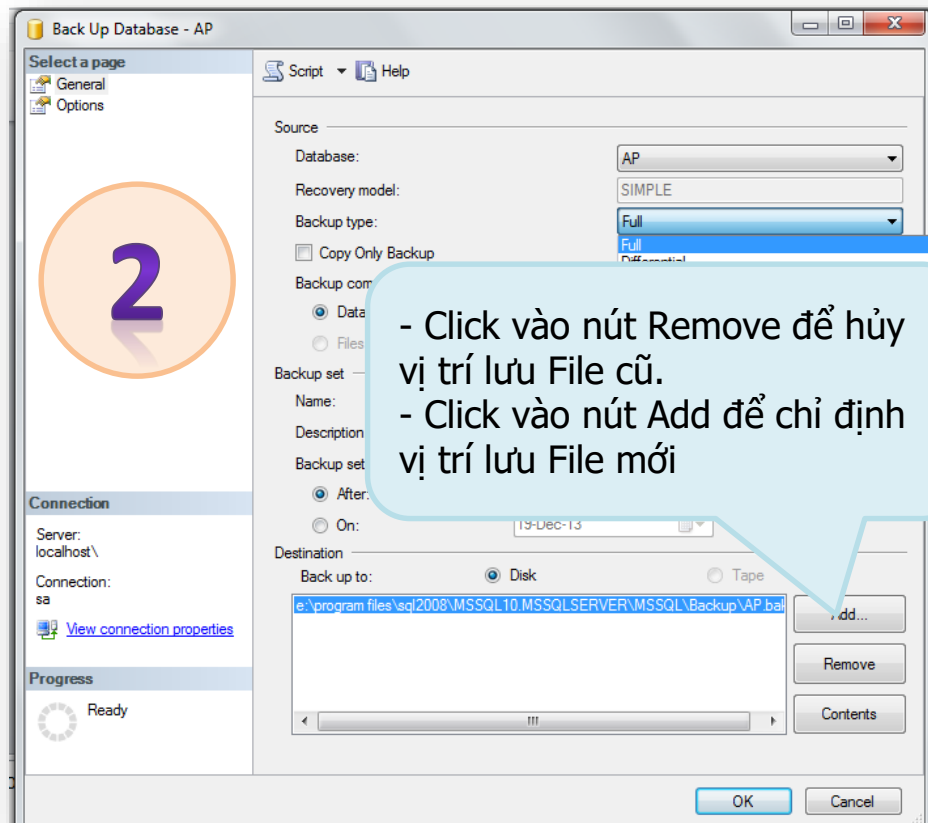 Back Up Database - AP
Select a page
General
Options
Script
Help
Source
Database:
AP
Recovery model:
SIMPLE
Backup type:
Full
Full
Differential
Copy Only Backup
2
- Click vào nút Remove để hủy
vị trí lưu File cũ.
- Click vào nút Add để chỉ định
vị trí lưu File mới
Backup
Files
Backup set
Name:
Description
Backup set
After:
On:
19-Dec-13
Connection
Server:
localhost\
Connection:
sa
View connection properties
Destination
Back up to:
Disk
Tape
e:\program files\sql2008\MSSQL10.MSSQLSERVER\MSSQL\Backup\AP.bak
Add...
Remove
Contents
Progress
Ready
OK
Cancel